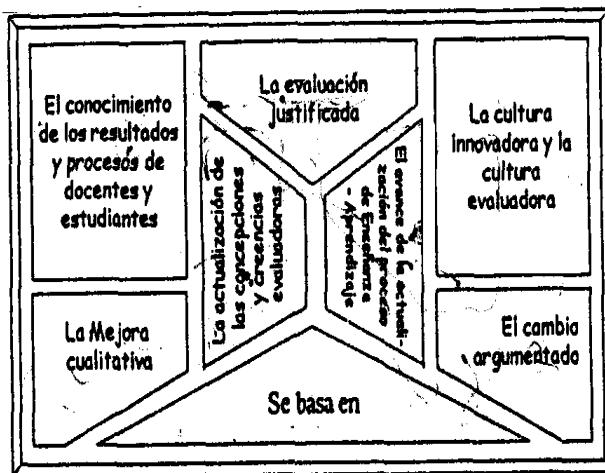 El conocimiento
de los resultados
y procesos de
docentes y
estudiantes
La evaluación
justificada
La cultura
innovadora y la
cultura
evaluadora
La actualización de
las concepciones
y creencias
evaluadoras
El avance de la actuali-
zación del proceso
de Enseñanza
- Aprendizaje
La Mejora
cualitativa
El cambio
argumentado
Se basa en